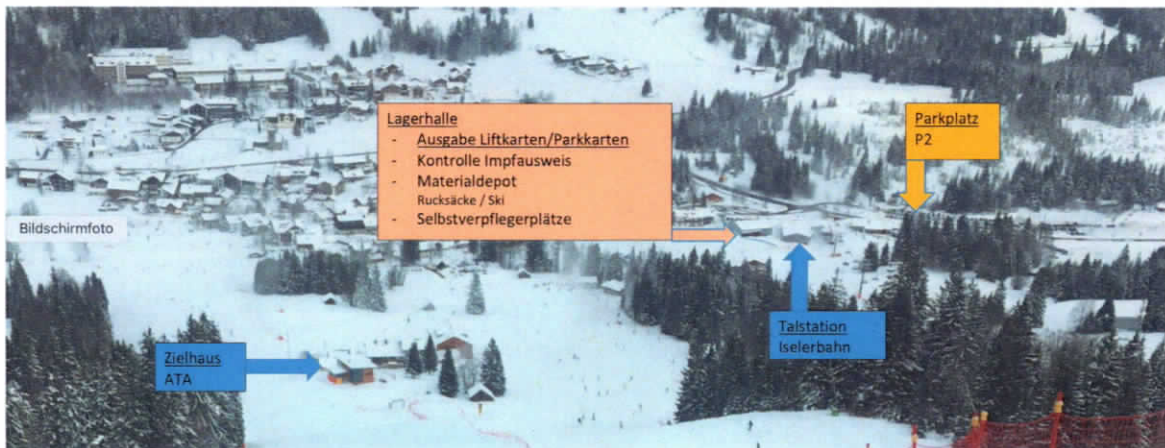 Lagerhalle
- Ausgabe Liftkarten/Parkkarten
- Kontrolle Impfausweis
- Materialdepot
Rucksäcke / Ski
- Selbstverpflegerplätze
Parkplatz
P2
Bildschirmfoto
Talstation
Iselerbahn
Zielhaus
ATA